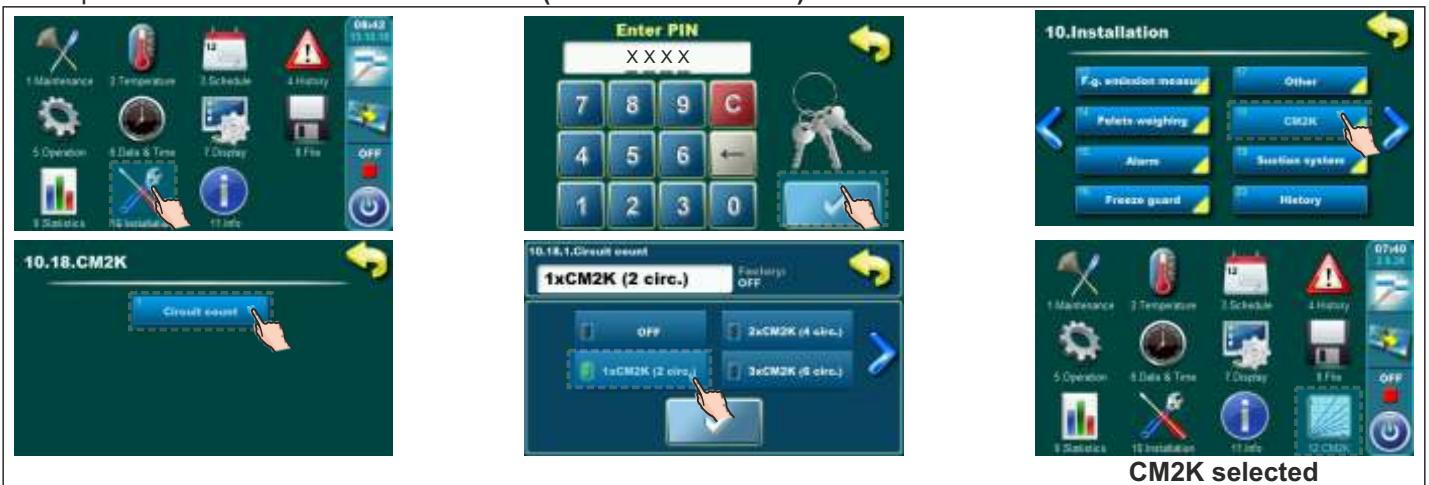 08:42
1 Maintenance
2 Temperature
3 Schedule
4 History
5 Operation
6 Date & Time
7 Display
8 File
OFF
9 Statistics
10 Installation
11 Info
Enter PIN
X X X X
7 8 9 C
4 5 6 ←
1 2 3 0
10.Installation
F.g. emission measur
17 Other
Pelets weighing
CM2K
Alarm
Suction system
Freeze guard
History
10.18.CM2K
Circuit count
10.18.1.Circuit count
1xCM2K (2 circ.)
Factory:
OFF
OFF
2xCM2K (4 circ.)
1xCM2K (2 circ.)
3xCM2K (6 circ.)
07:40
1 Maintenance
2 Temperature
3 Schedule
4 History
5 Operation
6 Date & Time
7 Display
8 File
OFF
9 Statistics
10 Installation
11 Info
12 CM2K
CM2K selected